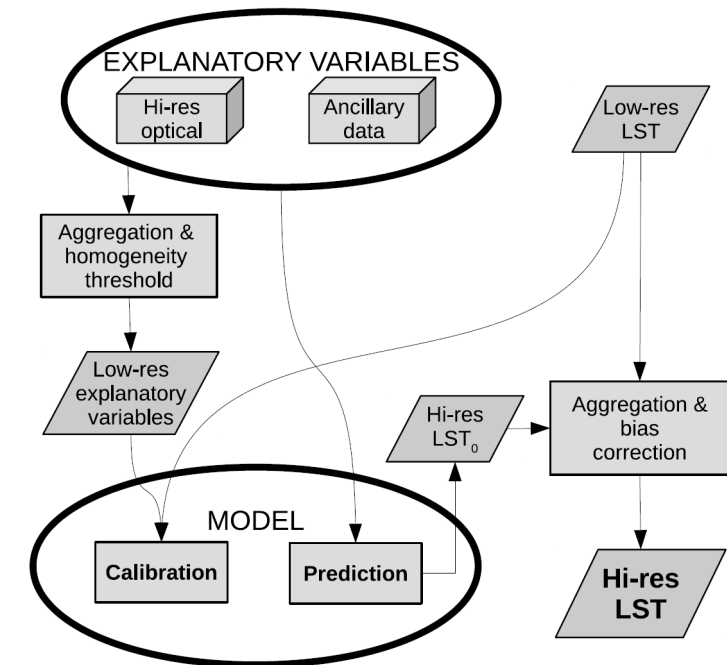 EXPLANATORY VARIABLES
Hi-res
optical
Ancillary
data
Low-res
LST
Aggregation &
homogeneity
threshold
Low-res
explanatory
variables
Hi-res
LST₀
Aggregation &
bias
correction
MODEL
Calibration
Prediction
Hi-res
LST